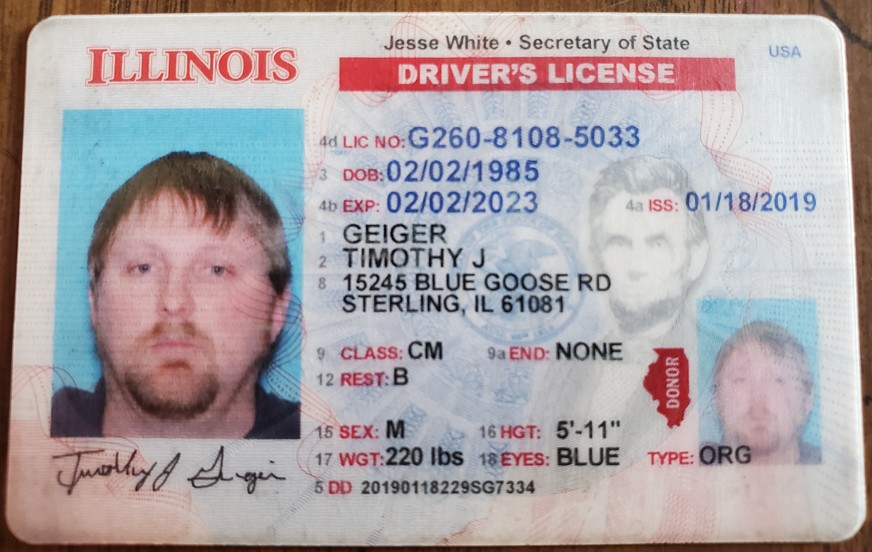 ILLINOIS
Jesse White • Secretary of State
USA
DRIVER'S LICENSE
4d LIC NO: G260-8108-5033
3 DOB: 02/02/1985
4b EXP: 02/02/2023 4a ISS: 01/18/2019
1 GEIGER
2 TIMOTHY J
8 15245 BLUE GOOSE RD
STERLING, IL 61081
9 CLASS: CM 9a END: NONE
12 REST: B
DONOR
15 SEX: M 16 HGT: 5'-11"
17 WGT: 220 lbs 18 EYES: BLUE TYPE: ORG
5 DD 20190118229SG7334
Timothy J Geiger